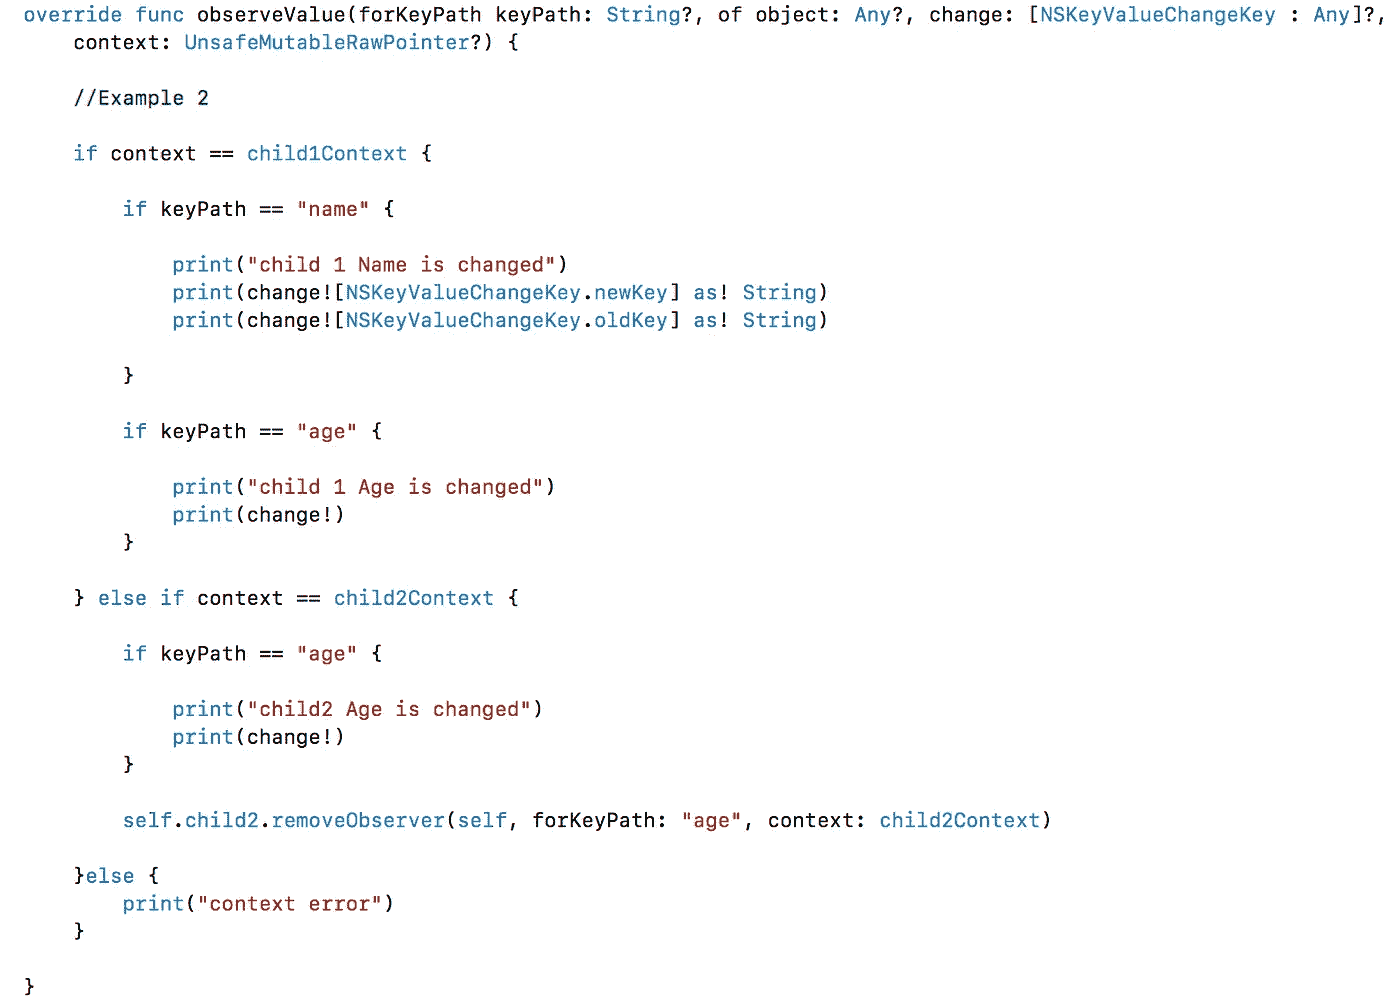 override func observeValue(forKeyPath keyPath: String?, of object: Any?, change: [NSKeyValueChangeKey : Any]?,
context: UnsafeMutableRawPointer?) {
//Example 2
if context == child1Context {
if keyPath == "name" {
print("child 1 Name is changed")
print(change![NSKeyValueChangeKey.newKey] as! String)
print(change![NSKeyValueChangeKey.oldKey] as! String)
}
if keyPath == "age" {
print("child 1 Age is changed")
print(change!)
}
} else if context == child2Context {
if keyPath == "age" {
print("child2 Age is changed")
print(change!)
}
self.child2.removeObserver(self, forKeyPath: "age", context: child2Context)
}else {
print("context error")
}
}